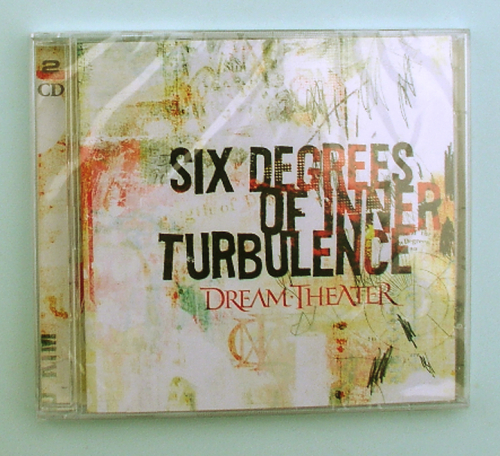 2
CD
SIX DEGREES
OF INNER
TURBULENCE
DREAM THEATER